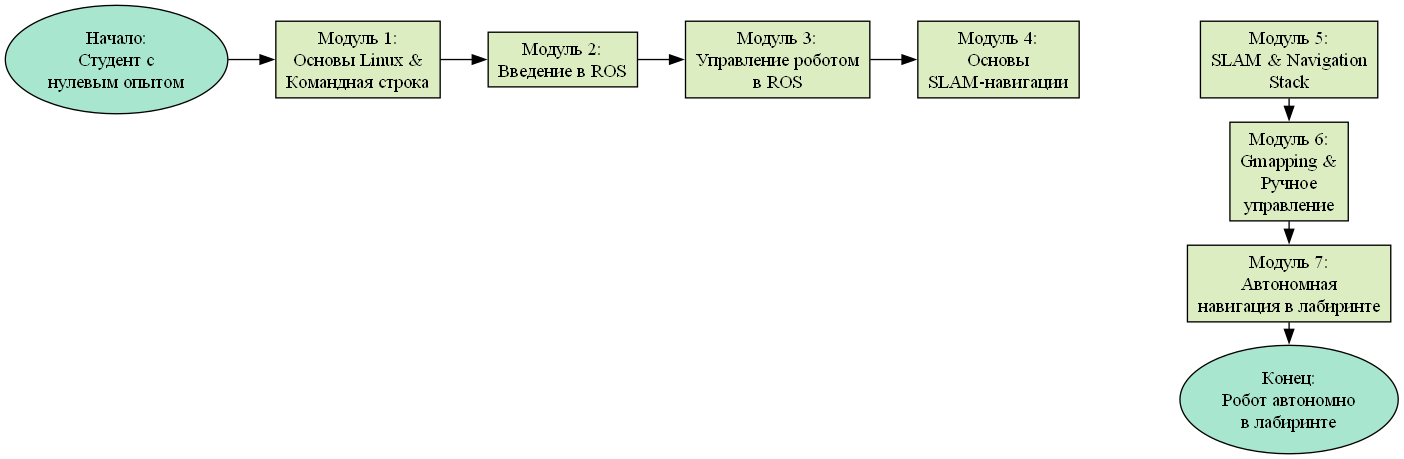 Начало:
Студент с
нулевым опытом
Модуль 1:
Основы Linux &
Командная строка
Модуль 2:
Введение в ROS
Модуль 3:
Управление роботом
в ROS
Модуль 4:
Основы
SLAM-навигации
Модуль 5:
SLAM & Navigation
Stack
Модуль 6:
Gmapping &
Ручное
управление
Модуль 7:
Автономная
навигация в лабиринте
Конец:
Робот автономно
в лабиринте